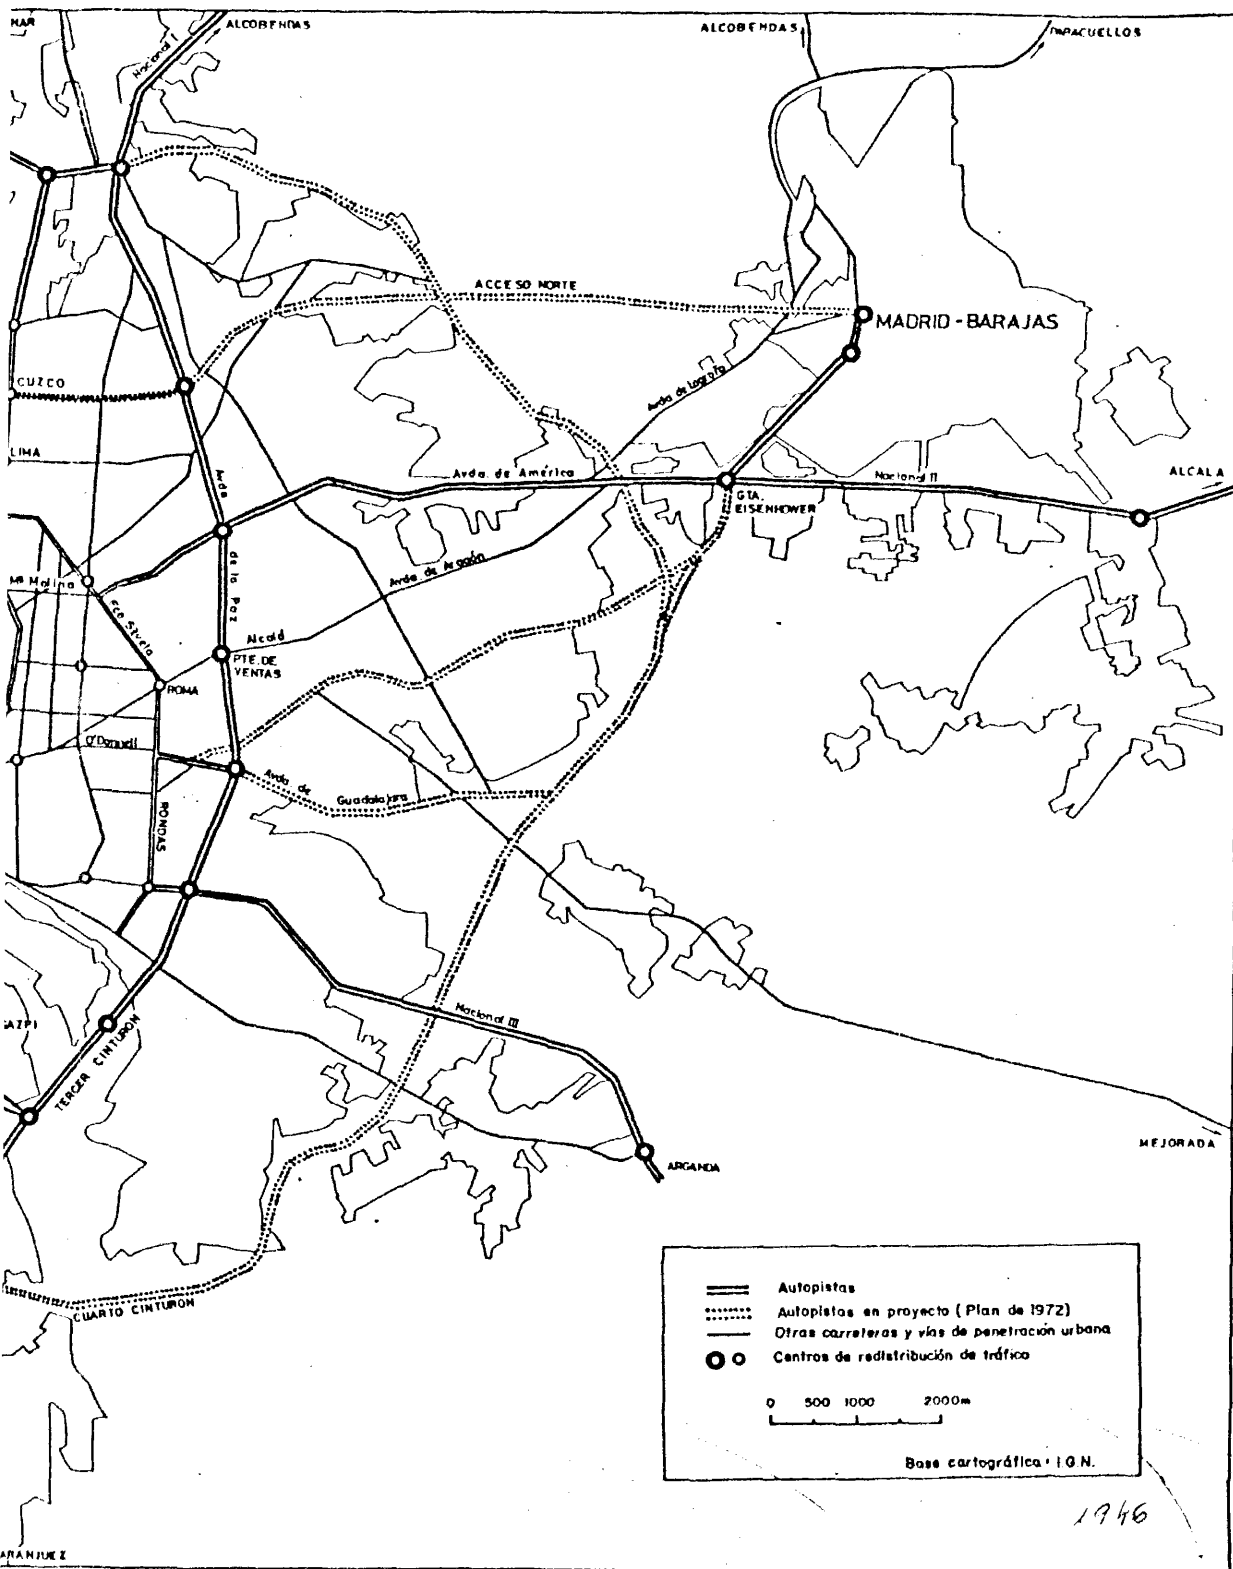 MAR
ALCOBENDAS
ALCOBENDAS
PARACUELLOS
Nacional I
ACCESO NORTE
MADRID-BARAJAS
CUZCO
Avda de Logroño
LIMA
Avda. de América
Nacional II
ALCALA
GTA.
EISENHOWER
Avda
de la Paz
Mª Molina
Fco Silvela
Avda de Aragón
Alcalá
PTE. DE
VENTAS
ROMA
O'Donnell
Avda de
Guadalajara
RONDAS
Nacional III
GAZPI
TERCER CINTURON
MEJORADA
ARGANDA
CUARTO CINTURON
Autopistas
Autopistas en proyecto (Plan de 1972)
Otras carreteras y vías de penetración urbana
Centros de redistribución de tráfico
0 500 1000 2000m
Base cartográfica: I.G.N.
1946
ARANJUEZ